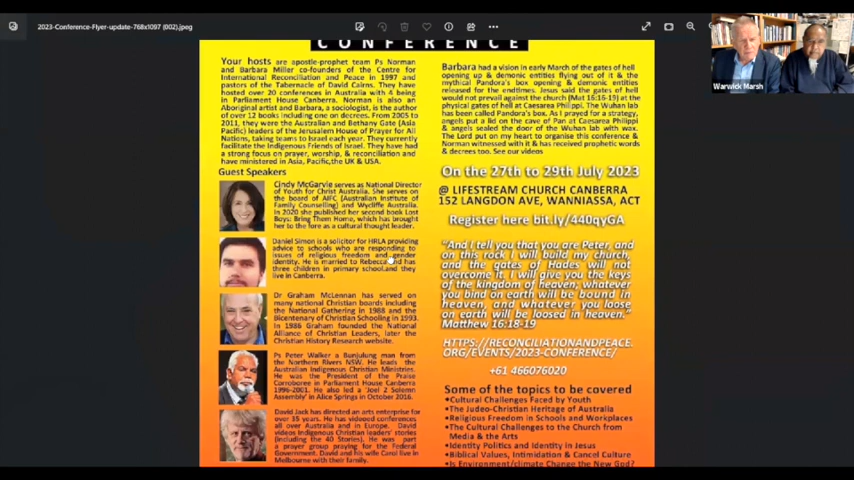 2023-Conference-Flyer-update-768x1097 (002).jpeg
CONFERENCE
Your hosts are apostle-prophet team Ps Norman
and Barbara Miller co-founders of the Centre for
International Reconciliation and Peace in 1997 and
pastors of the Tabernacle of David Cairns. They have
hosted over 20 conferences in Australia with 4 being
in Parliament House Canberra. Norman is also an
Aboriginal artist and Barbara, a sociologist, is the author
of over 12 books including one on decrees. From 2005 to
2011, they were the Australian and Bethany Gate (Asia
Pacific) leaders of the Jerusalem House of Prayer for All
Nations, taking teams to Israel each year. They currently
facilitate the Indigenous Friends of Israel. They have had
a strong focus on prayer, worship, & reconciliation and
have ministered in Asia, Pacific,the UK & USA.
Guest Speakers
Cindy McGarvie serves as National Director
of Youth for Christ Australia. She serves on
the board of AIFC (Australian Institute of
Family Counselling) and Wycliffe Australia.
In 2020 she published her second book Lost
Boys: Bring Them Home, which has brought
her to the fore as a cultural thought leader.
Daniel Simon is a solicitor for HRLA providing
advice to schools who are responding to
issues of religious freedom and gender
identity. He is married to Rebecca and has
three children in primary school.and they
live in Canberra.
Dr Graham McLennan has served on
many national Christian boards including
the National Gathering in 1988 and the
Bicentenary of Christian Schooling in 1993.
In 1986 Graham founded the National
Alliance of Christian Leaders, later the
Christian History Research website.
Ps Peter Walker a Bunjulung man from
the Northern Rivers NSW. He leads the
Australian Indigenous Christian Ministries.
He was the President of the Praise
Corroboree in Parliament House Canberra
1996-2001. He also led a 'Joel 2 Solemn
Assembly' in Alice Springs in October 2016.
David Jack has directed an arts enterprise for
over 35 years. He has videoed conferences
all over Australia and in Europe. David
videos Indigenous Christian leaders' stories
(including the 40 Stories). He was part
a prayer group praying for the Federal
Government. David and his wife Carol live in
Melbourne with their family.
Barbara had a vision in early March of the gates of hell
opening up & demonic entities flying out of it & the
mythical Pandora's box opening & demonic entities
released for the endtimes. Jesus said the gates of hell
would not prevail against the church (Mat 16:16-19) at the
physical gates of hell at Caesarea Philippi. The Wuhan lab
has been called Pandora's box. As I prayed for a strategy,
angels put a lid on the cave of Pan at Caesarea Philippi
& angels sealed the door of the Wuhan lab with wax.
The Lord put on my heart to organise this conference &
Norman witnessed with it & has received prophetic words
& decrees too. See our videos
On the 27th to 29th July 2023
@ LIFESTREAM CHURCH CANBERRA
152 LANGDON AVE, WANNIASSA, ACT
Register here bit.ly/44OqyGA
"And I tell you that you are Peter, and
on this rock I will build my church,
and the gates of Hades will not
overcome it. I will give you the keys
of the kingdom of heaven; whatever
you bind on earth will be bound in
heaven, and whatever you loose
on earth will be loosed in heaven."
Matthew 16:18-19
HTTPS://RECONCILIATIONANDPEACE.
ORG/EVENTS/2023-CONFERENCE/
+61 466076020
Some of the topics to be covered
•Cultural Challenges Faced by Youth
•The Judeo-Christian Heritage of Australia
•Religious Freedom in Schools and Workplaces
•The Cultural Challenges to the Church from
Media & the Arts
•Identity Politics and Identity in Jesus
•Biblical Values, Intimidation & Cancel Culture
•Is Environment/climate Change the New God?
Warwick Marsh